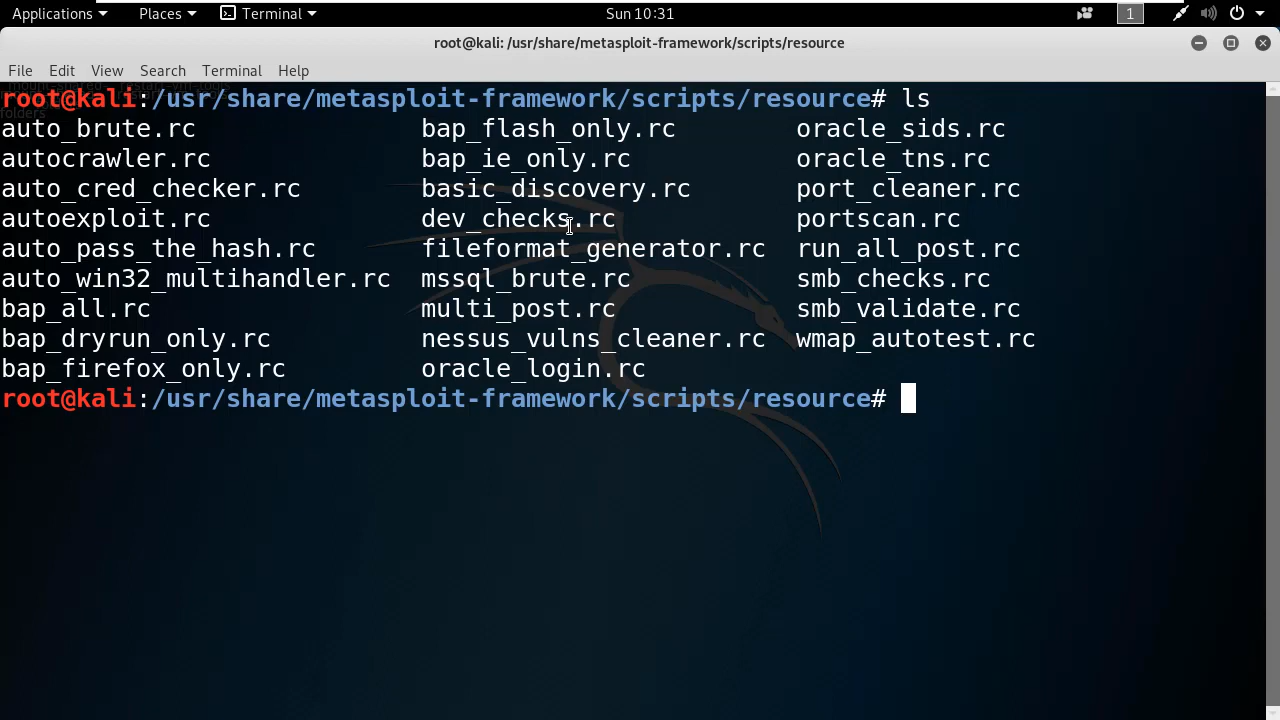 Applications Places Terminal Sun 10:31 1
root@kali: /usr/share/metasploit-framework/scripts/resource
File Edit View Search Terminal Help
root@kali:/usr/share/metasploit-framework/scripts/resource# ls
auto_brute.rc bap_flash_only.rc oracle_sids.rc
autocrawler.rc bap_ie_only.rc oracle_tns.rc
auto_cred_checker.rc basic_discovery.rc port_cleaner.rc
autoexploit.rc dev_checks.rc portscan.rc
auto_pass_the_hash.rc fileformat_generator.rc run_all_post.rc
auto_win32_multihandler.rc mssql_brute.rc smb_checks.rc
bap_all.rc multi_post.rc smb_validate.rc
bap_dryrun_only.rc nessus_vulns_cleaner.rc wmap_autotest.rc
bap_firefox_only.rc oracle_login.rc
root@kali:/usr/share/metasploit-framework/scripts/resource#